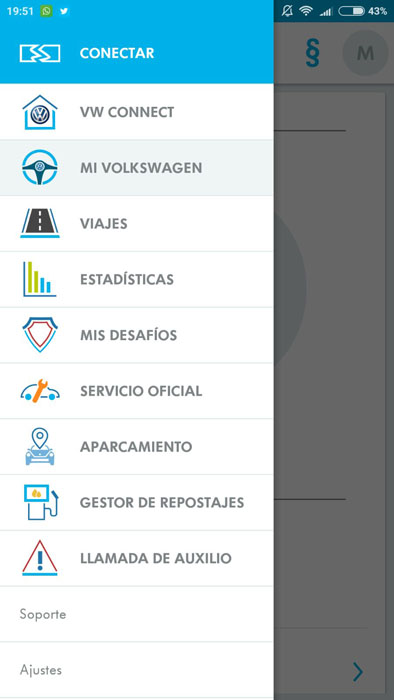 19:51
43%
CONECTAR
§
M
VW CONNECT
MI VOLKSWAGEN
VIAJES
ESTADÍSTICAS
MIS DESAFÍOS
SERVICIO OFICIAL
APARCAMIENTO
GESTOR DE REPOSTAJES
LLAMADA DE AUXILIO
Soporte
Ajustes